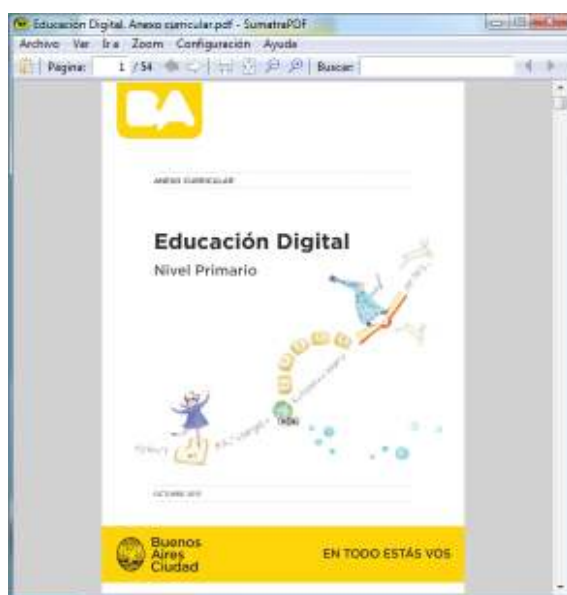 Educación Digital. Anexo curricular.pdf - SumatraPDF
Archivo Ver Ir a Zoom Configuración Ayuda
Página: 1 / 54 Buscar:
BA
ANEXO CURRICULAR
Educación Digital
Nivel Primario
Buenos
Aires
Ciudad
EN TODO ESTÁS VOS